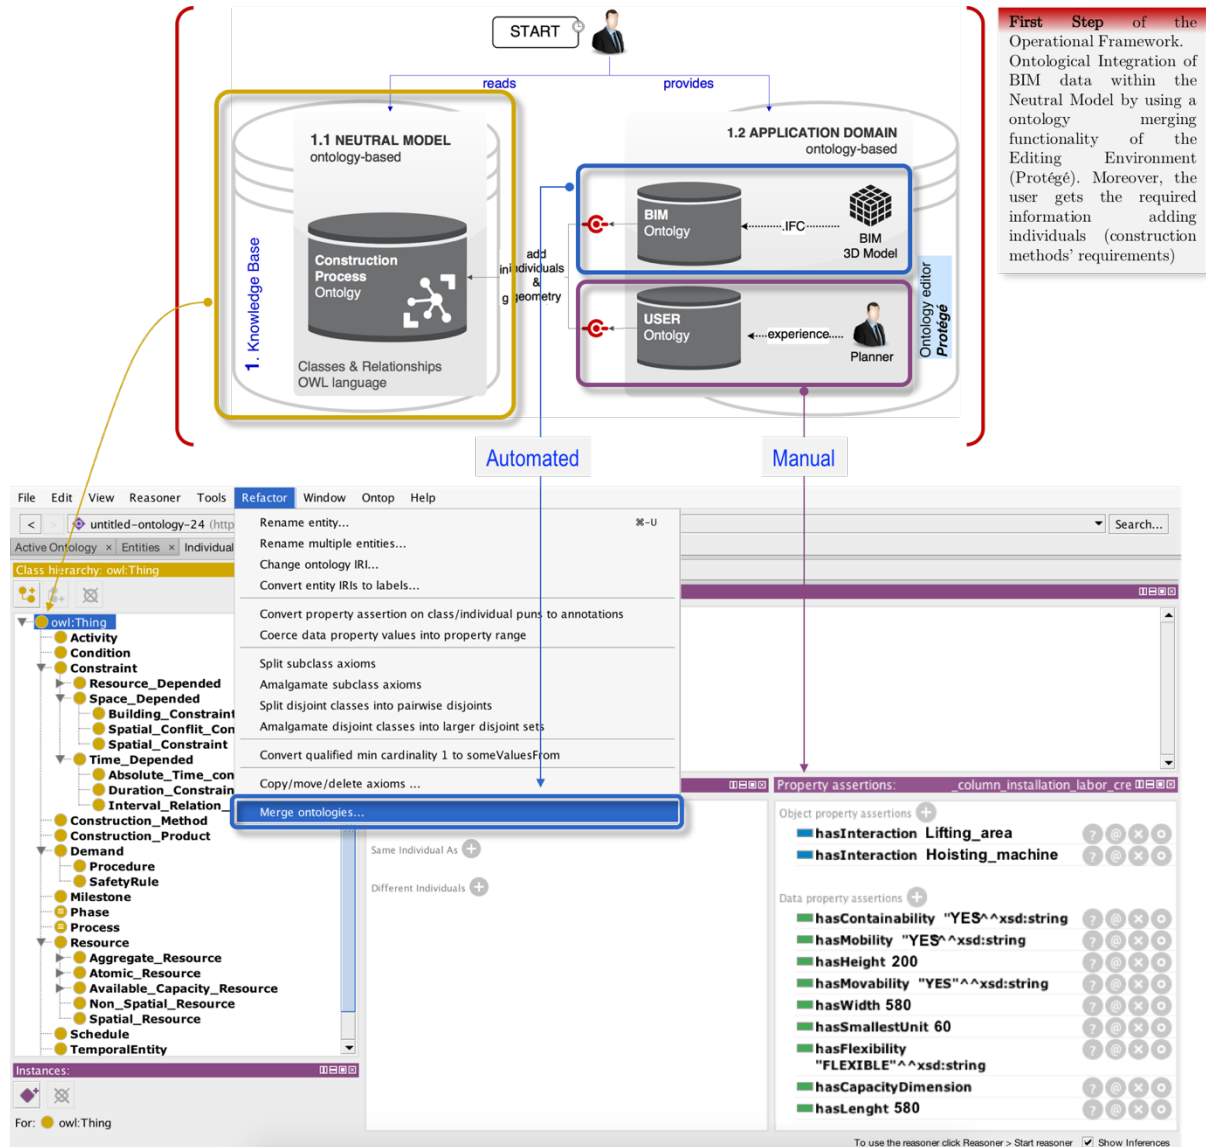 START
reads
provides
1.1 NEUTRAL MODEL
ontology-based
1.2 APPLICATION DOMAIN
ontology-based
Construction
Process
Ontolgy
Classes & Relationships
OWL language
1. Knowledge Base
add
inindividuals
&
ggeometry
BIM
Ontolgy
.IFC
BIM
3D Model
USER
Ontolgy
experience
Planner
Ontology editor
Protégé
First Step of the
Operational Framework.
Ontological Integration of
BIM data within the
Neutral Model by using a
ontology merging
functionality of the
Editing Environment
(Protégé). Moreover, the
user gets the required
information adding
individuals (construction
methods' requirements)
Automated
Manual
File Edit View Reasoner Tools Refactor Window Ontop Help
< > untitled-ontology-24 (http
Search...
Active Ontology × Entities × Individual
Class hierarchy: owl:Thing
owl:Thing
Activity
Condition
Constraint
Resource_Depended
Space_Depended
Building_Constraint
Spatial_Conflit_Con
Spatial_Constraint
Time_Depended
Absolute_Time_con
Duration_Constrain
Interval_Relation_
Construction_Method
Construction_Product
Demand
Procedure
SafetyRule
Milestone
Phase
Process
Resource
Aggregate_Resource
Atomic_Resource
Available_Capacity_Resource
Non_Spatial_Resource
Spatial_Resource
Schedule
TemporalEntity
Instances:
For: owl:Thing
Rename entity... ⌘-U
Rename multiple entities...
Change ontology IRI...
Convert entity IRIs to labels...
Convert property assertion on class/individual puns to annotations
Coerce data property values into property range
Split subclass axioms
Amalgamate subclass axioms
Split disjoint classes into pairwise disjoints
Amalgamate disjoint classes into larger disjoint sets
Convert qualified min cardinality 1 to someValuesFrom
Copy/move/delete axioms ...
Merge ontologies...
Same Individual As
Different Individuals
Property assertions: _column_installation_labor_cre
Object property assertions
hasInteraction Lifting_area
hasInteraction Hoisting_machine
Data property assertions
hasContainability "YES^^xsd:string
hasMobility "YES^^xsd:string
hasHeight 200
hasMovability "YES"^^xsd:string
hasWidth 580
hasSmallestUnit 60
hasFlexibility
"FLEXIBLE"^^xsd:string
hasCapacityDimension
hasLenght 580
To use the reasoner click Reasoner > Start reasoner Show Inferences